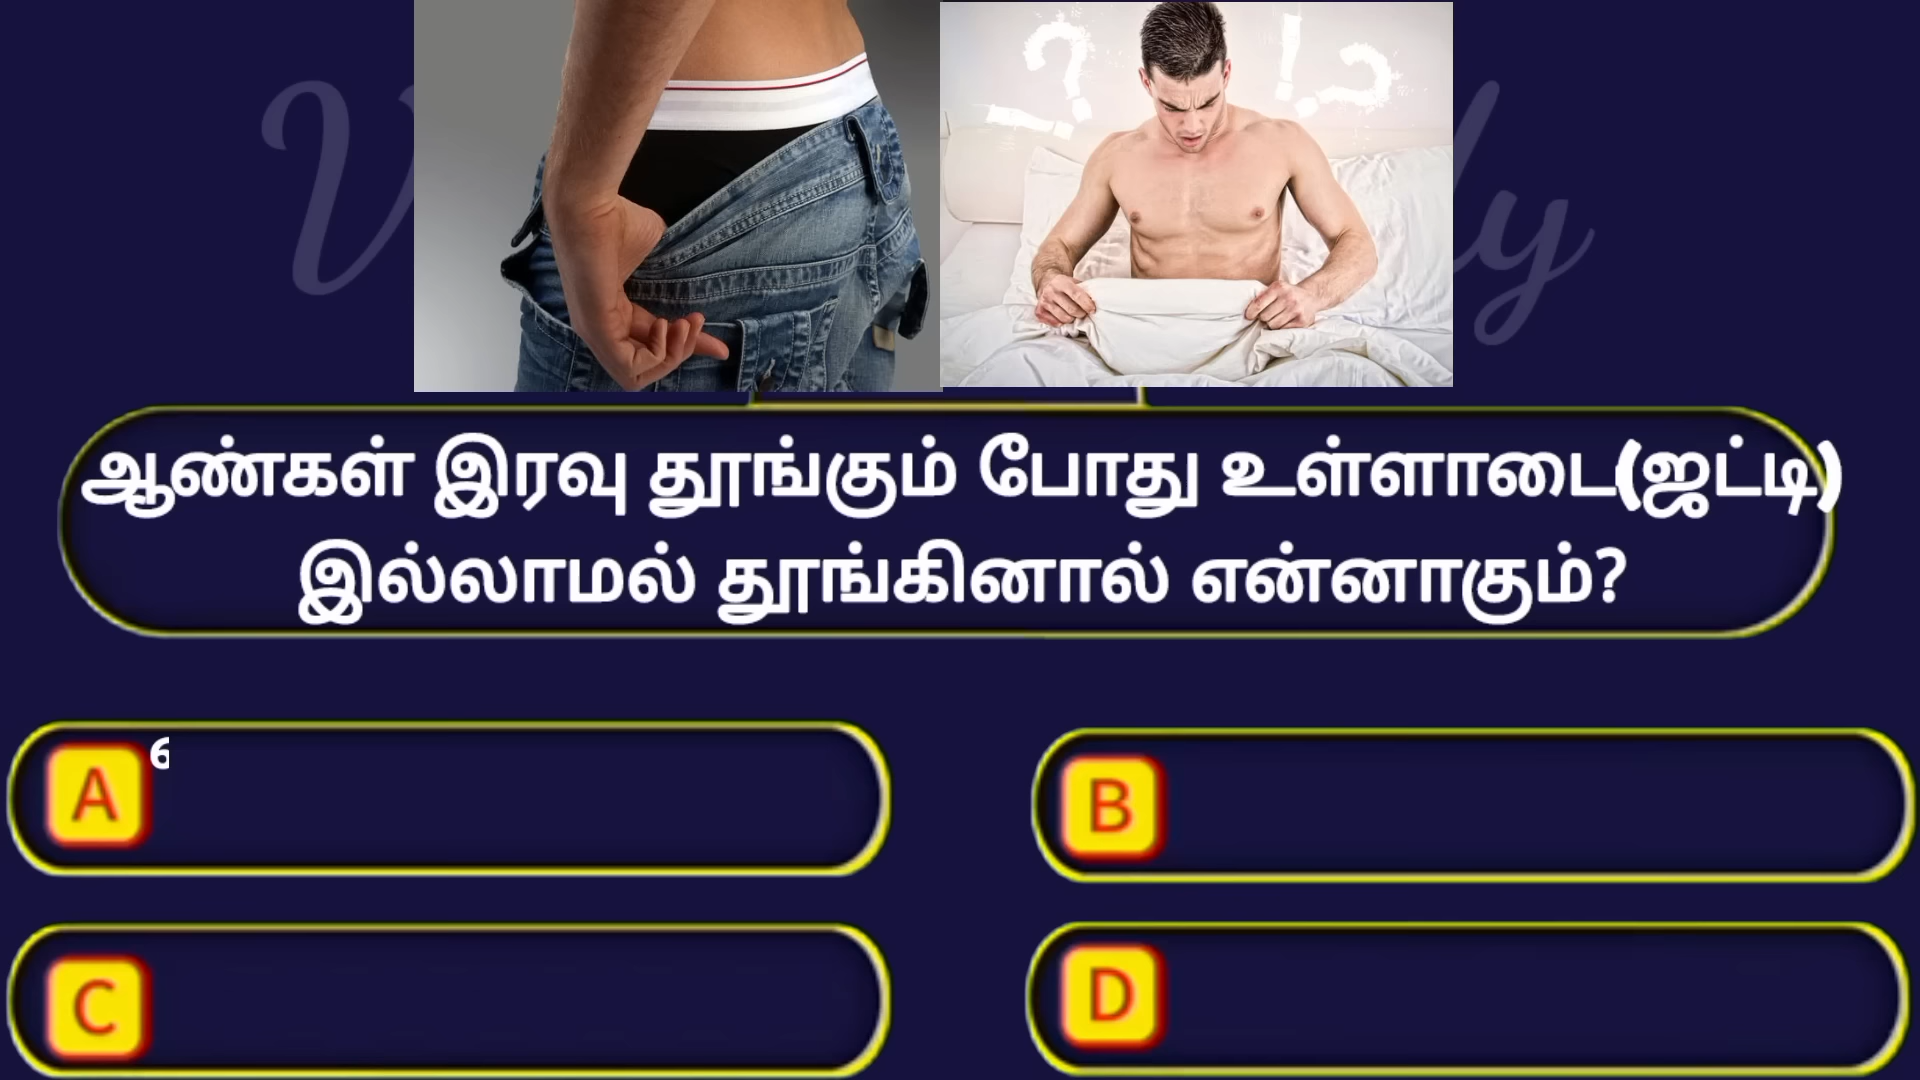 ஆண்கள் இரவு தூங்கும் போது உள்ளாடை(ஜட்டி)
இல்லாமல் தூங்கினால் என்னாகும்?
A
B
C
D